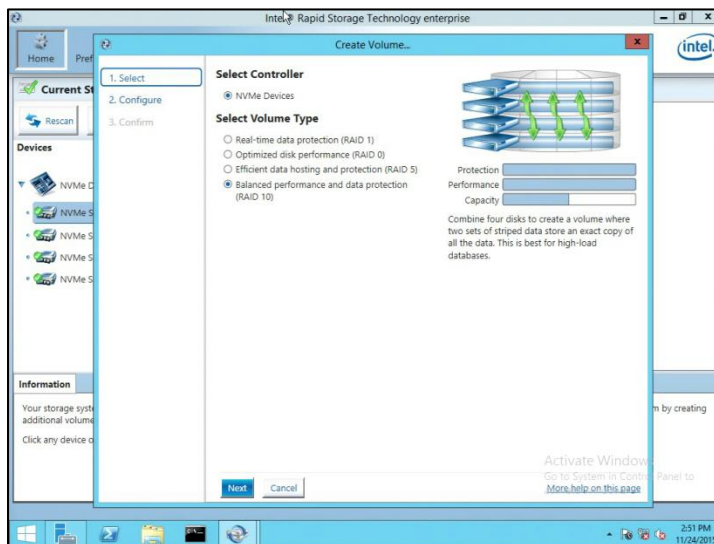 Intel® Rapid Storage Technology enterprise
Home
Pref
intel
Current St
Rescan
Devices
NVMe D
NVMe S
NVMe S
NVMe S
NVMe S
Information
Your storage syste
additional volume
Click any device o
m by creating
Create Volume...
1. Select
2. Configure
3. Confirm
Select Controller
NVMe Devices
Select Volume Type
Real-time data protection (RAID 1)
Optimized disk performance (RAID 0)
Efficient data hosting and protection (RAID 5)
Balanced performance and data protection
(RAID 10)
Protection
Performance
Capacity
Combine four disks to create a volume where
two sets of striped data store an exact copy of
all the data. This is best for high-load
databases.
Activate Windows
Go to System in Control Panel to
More help on this page
Next
Cancel
2:51 PM
11/24/2015